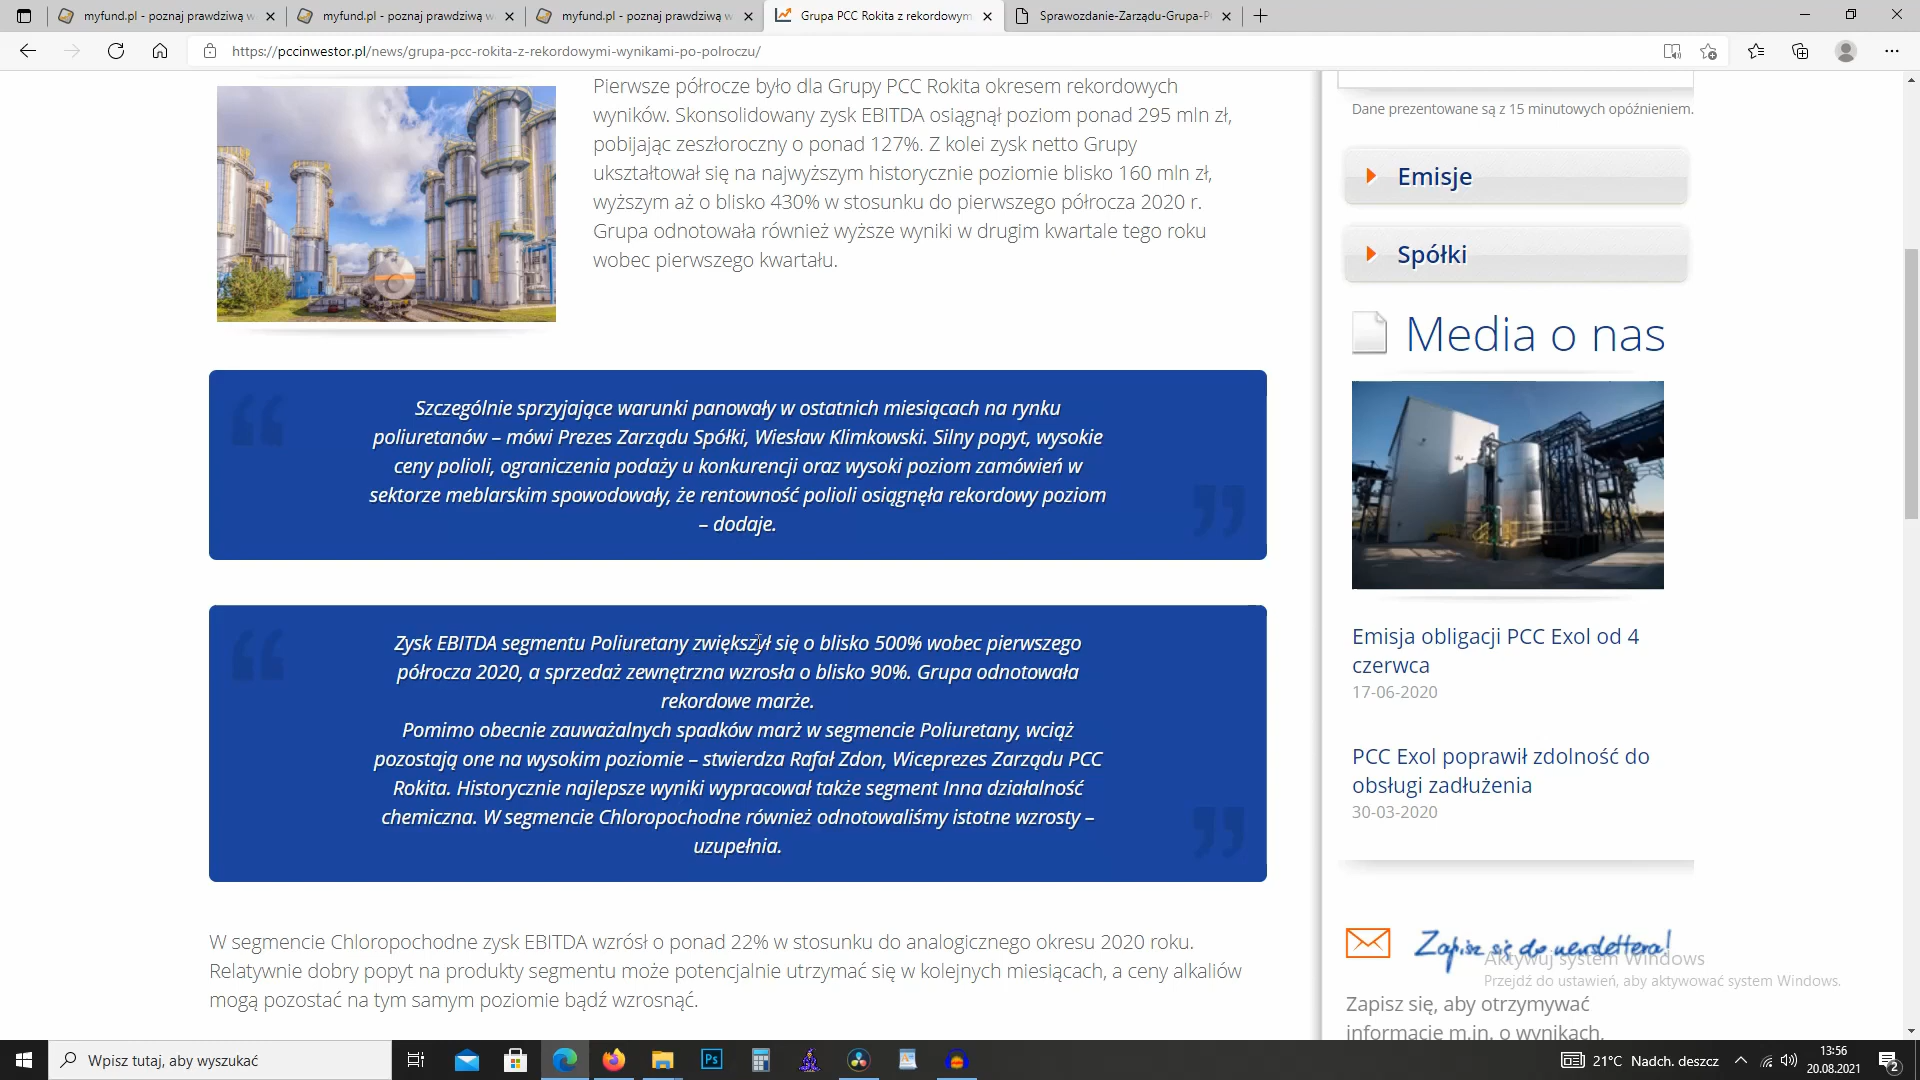 myfund.pl - poznaj prawdziwą w
myfund.pl - poznaj prawdziwą w
myfund.pl - poznaj prawdziwą w
Grupa PCC Rokita z rekordowym
Sprawozdanie-Zarządu-Grupa-P
https://pccinwestor.pl/news/grupa-pcc-rokita-z-rekordowymi-wynikami-po-polroczu/
Pierwsze półrocze było dla Grupy PCC Rokita okresem rekordowych
wyników. Skonsolidowany zysk EBITDA osiągnął poziom ponad 295 mln zł,
pobijając zeszłoroczny o ponad 127%. Z kolei zysk netto Grupy
ukształtował się na najwyższym historycznie poziomie blisko 160 mln zł,
wyższym aż o blisko 430% w stosunku do pierwszego półrocza 2020 r.
Grupa odnotowała również wyższe wyniki w drugim kwartale tego roku
wobec pierwszego kwartału.
Szczególnie sprzyjające warunki panowały w ostatnich miesiącach na rynku
poliuretanów – mówi Prezes Zarządu Spółki, Wiesław Klimkowski. Silny popyt, wysokie
ceny polioli, ograniczenia podaży u konkurencji oraz wysoki poziom zamówień w
sektorze meblarskim spowodowały, że rentowność polioli osiągnęła rekordowy poziom
– dodaje.
Zysk EBITDA segmentu Poliuretany zwiększył się o blisko 500% wobec pierwszego
półrocza 2020, a sprzedaż zewnętrzna wzrosła o blisko 90%. Grupa odnotowała
rekordowe marże.
Pomimo obecnie zauważalnych spadków marż w segmencie Poliuretany, wciąż
pozostają one na wysokim poziomie – stwierdza Rafał Zdon, Wiceprezes Zarządu PCC
Rokita. Historycznie najlepsze wyniki wypracował także segment Inna działalność
chemiczna. W segmencie Chloropochodne również odnotowaliśmy istotne wzrosty –
uzupełnia.
W segmencie Chloropochodne zysk EBITDA wzrósł o ponad 22% w stosunku do analogicznego okresu 2020 roku.
Relatywnie dobry popyt na produkty segmentu może potencjalnie utrzymać się w kolejnych miesiącach, a ceny alkaliów
mogą pozostać na tym samym poziomie bądź wzrosnąć.
Dane prezentowane są z 15 minutowych opóźnieniem.
Emisje
Spółki
Media o nas
Emisja obligacji PCC Exol od 4
czerwca
17-06-2020
PCC Exol poprawił zdolność do
obsługi zadłużenia
30-03-2020
Zapisz się do newslettera!
Aktywuj system Windows
Przejdź do ustawień, aby aktywować system Windows.
Zapisz się, aby otrzymywać
informacje m.in. o wynikach,
Wpisz tutaj, aby wyszukać
Ps
21°C Nadch. deszcz
13:56
20.08.2021
2